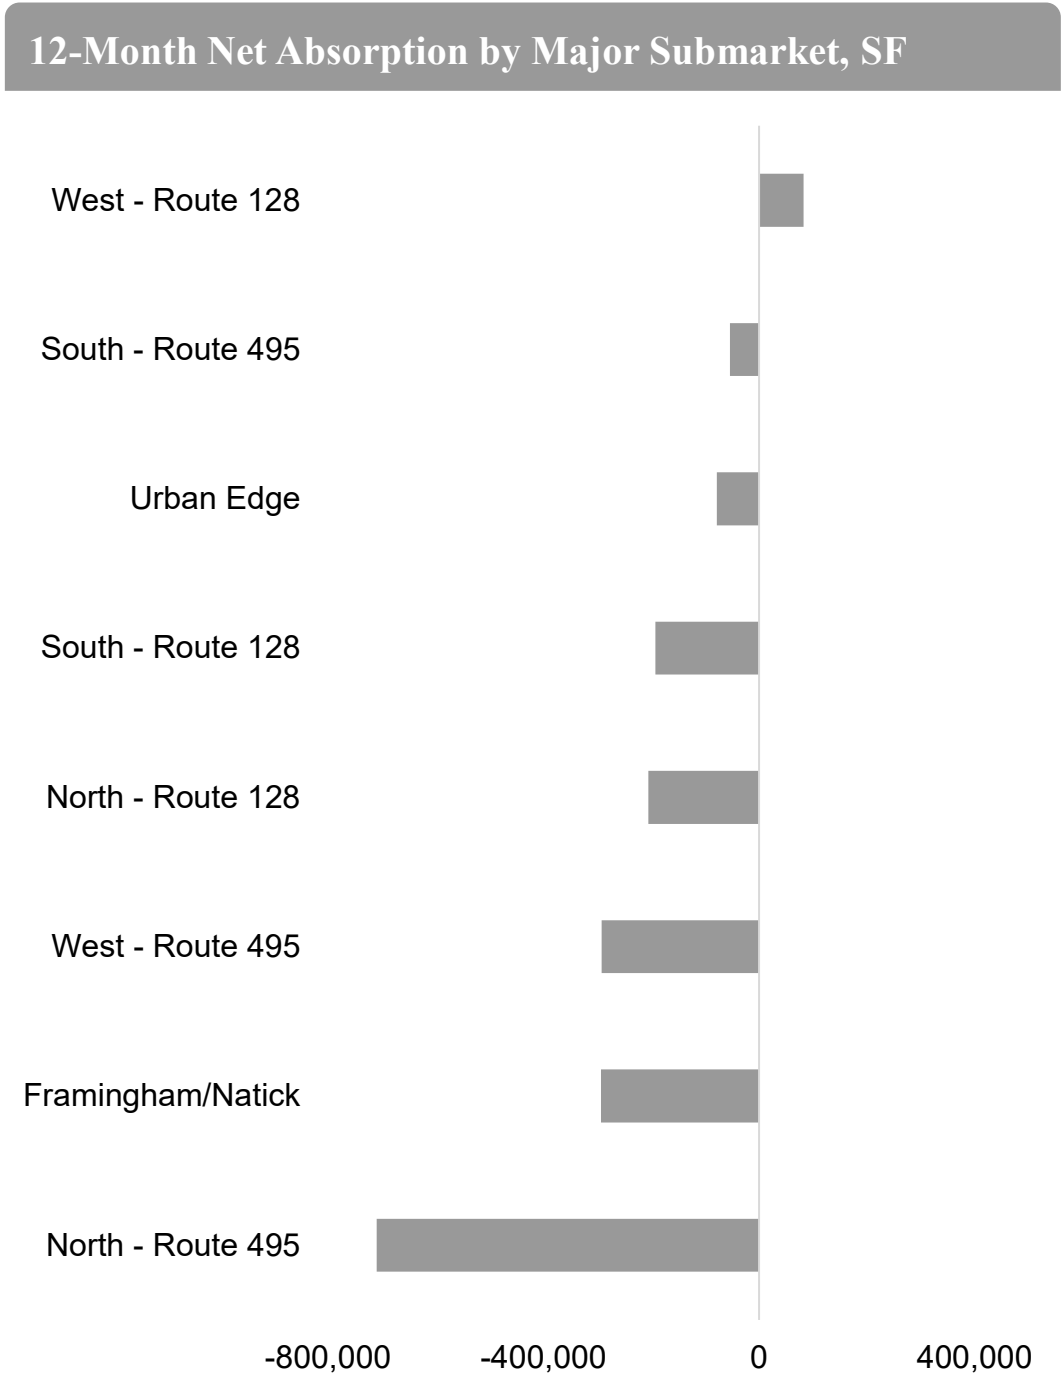 12-Month Net Absorption by Major Submarket, SF
West - Route 128
South - Route 495
Urban Edge
South - Route 128
North - Route 128
West - Route 495
Framingham/Natick
North - Route 495
-800,000 -400,000 0 400,000